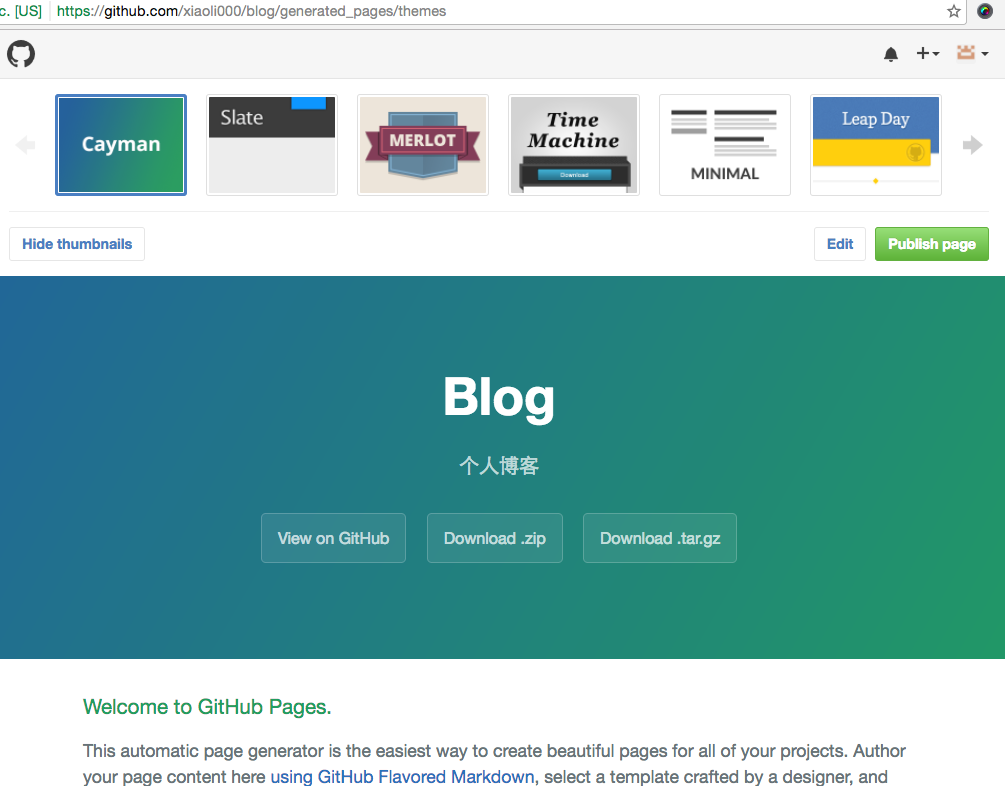 c. [US] https://github.com/xiaoli000/blog/generated_pages/themes
Cayman
Slate
MERLOT
Time
Machine
Download
MINIMAL
Leap Day
Hide thumbnails
Edit
Publish page
Blog
个人博客
View on GitHub
Download .zip
Download .tar.gz
Welcome to GitHub Pages.
This automatic page generator is the easiest way to create beautiful pages for all of your projects. Author
your page content here using GitHub Flavored Markdown, select a template crafted by a designer, and